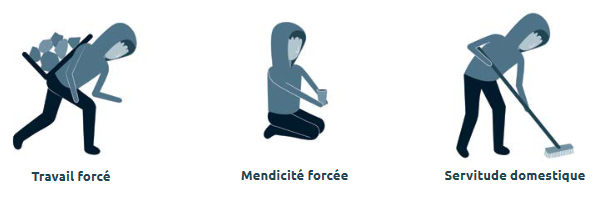 Travail forcé
Mendicité forcée
Servitude domestique